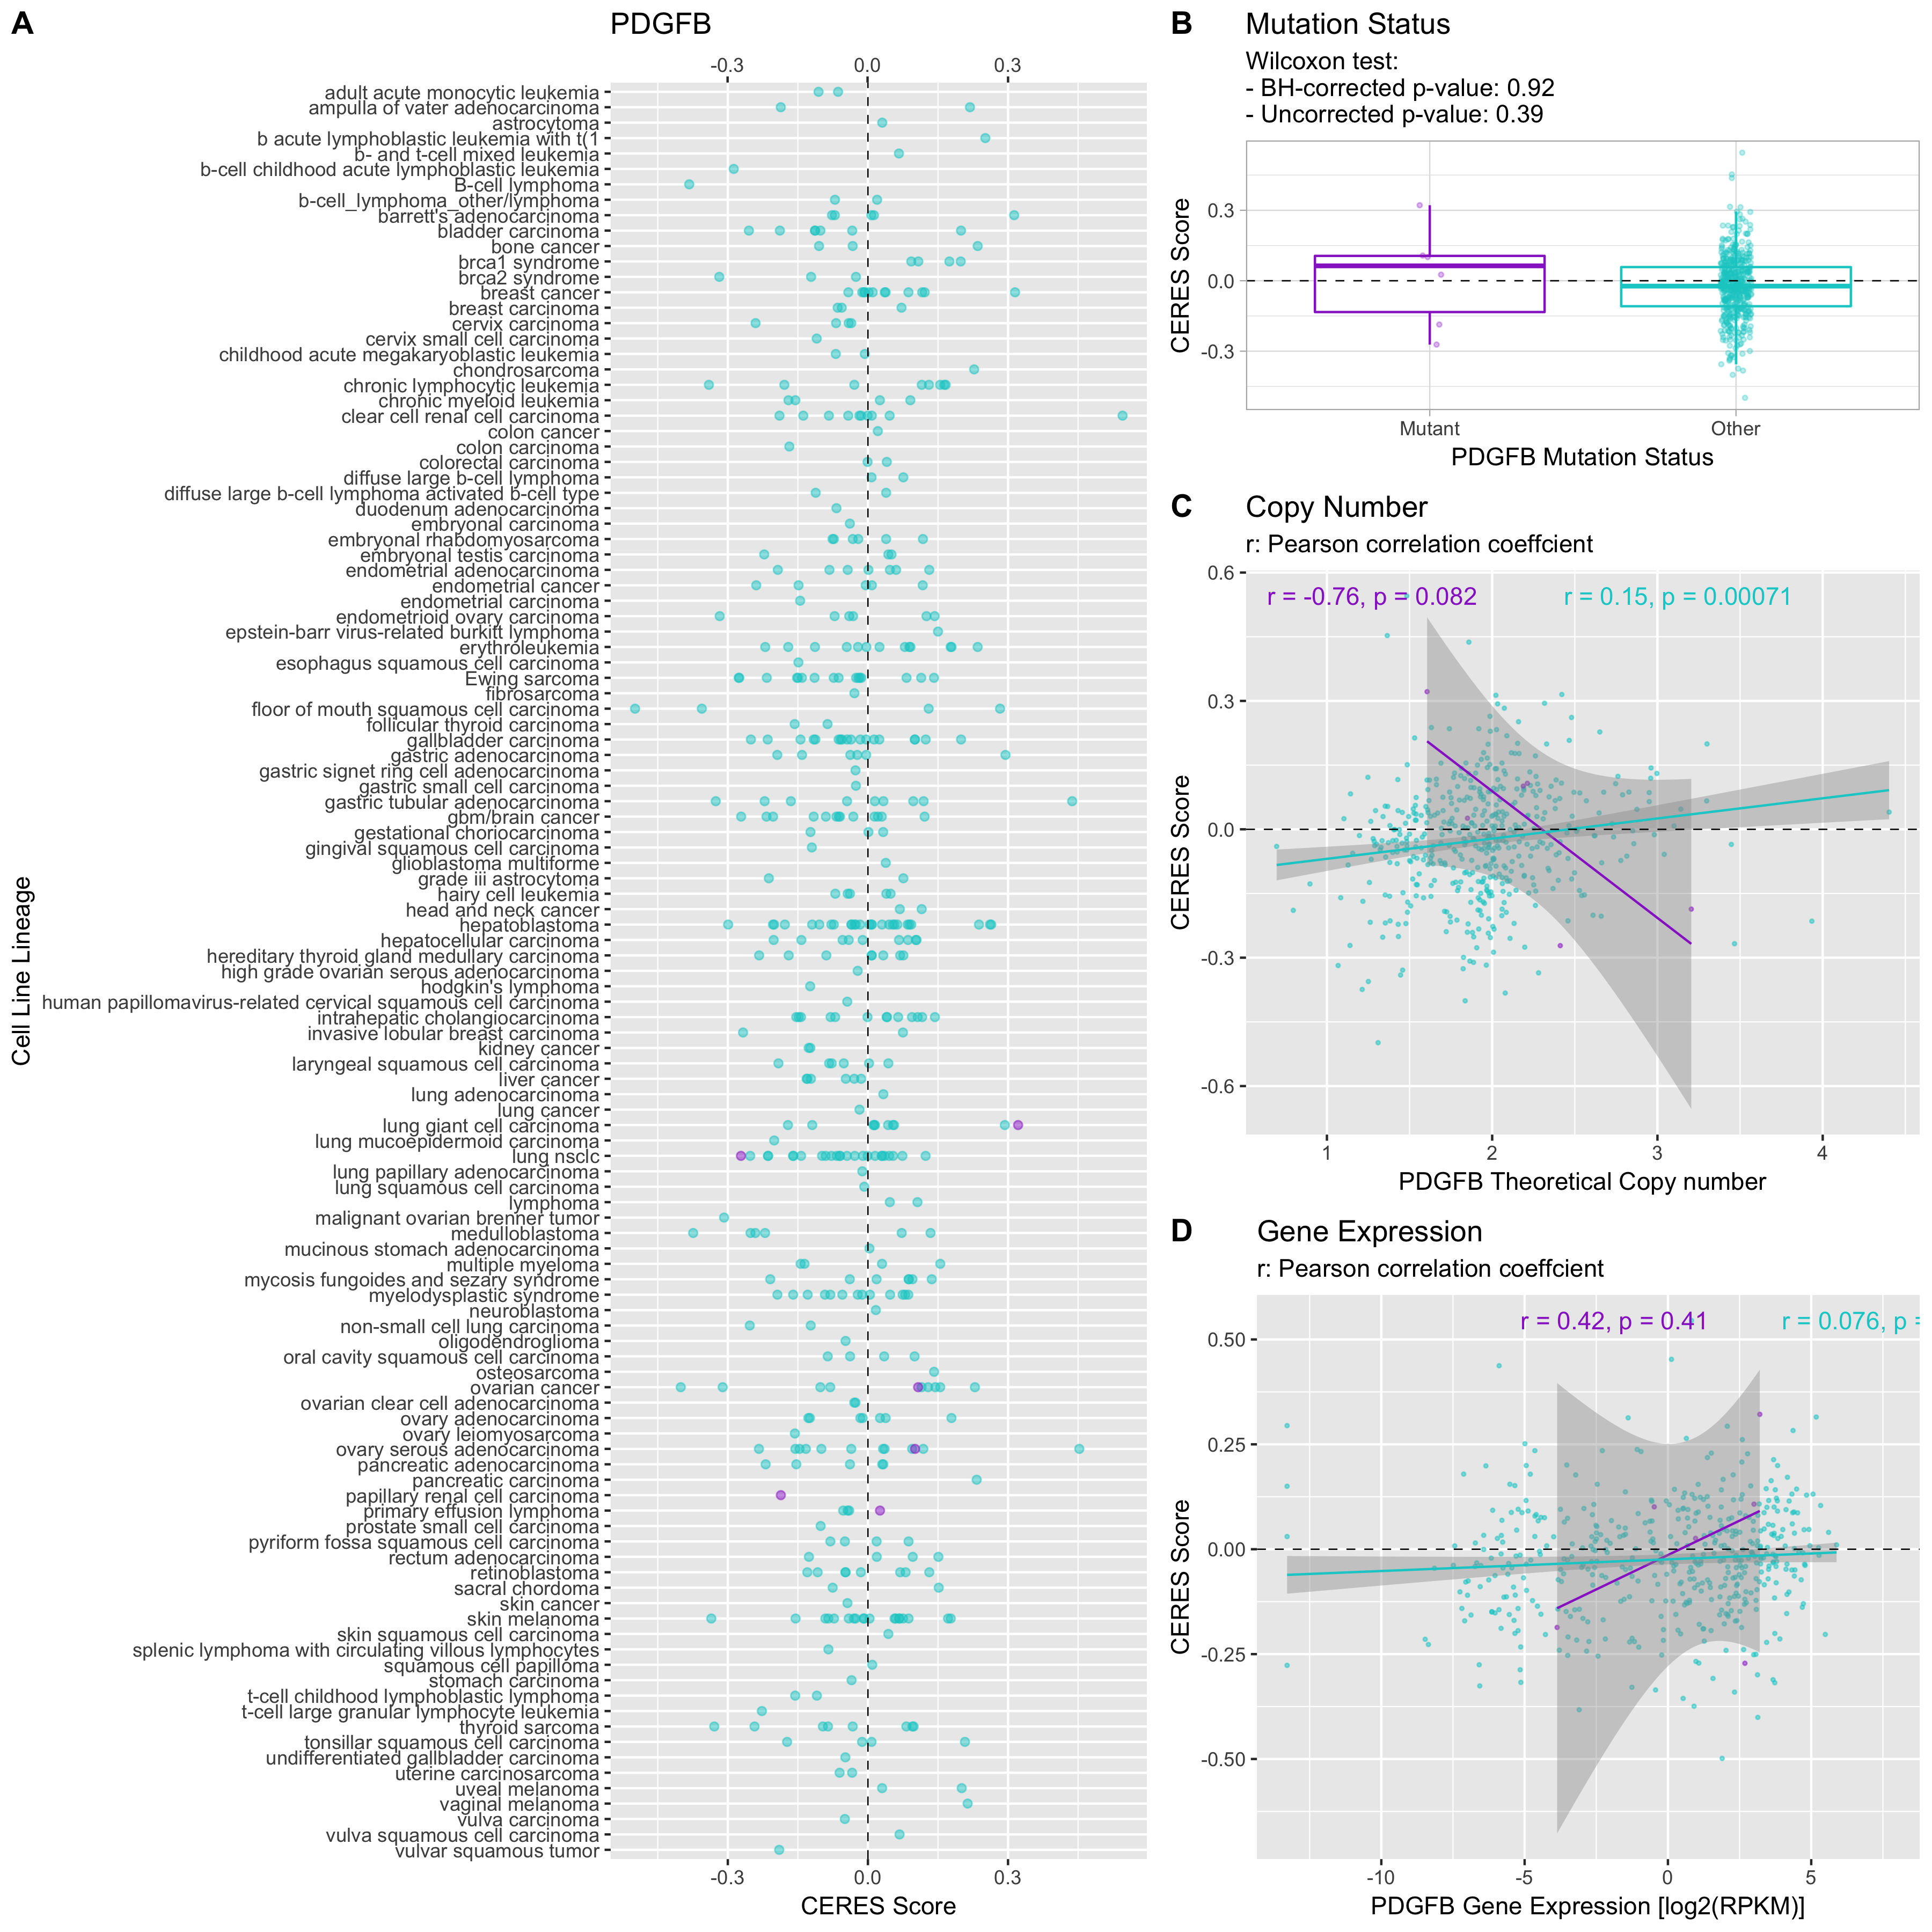 A
PDGFB
-0.3 0.0 0.3
adult acute monocytic leukemia
ampulla of vater adenocarcinoma
astrocytoma
b acute lymphoblastic leukemia with t(1
b- and t-cell mixed leukemia
b-cell childhood acute lymphoblastic leukemia
B-cell lymphoma
b-cell_lymphoma_other/lymphoma
barrett's adenocarcinoma
bladder carcinoma
bone cancer
brca1 syndrome
brca2 syndrome
breast cancer
breast carcinoma
cervix carcinoma
cervix small cell carcinoma
childhood acute megakaryoblastic leukemia
chondrosarcoma
chronic lymphocytic leukemia
chronic myeloid leukemia
clear cell renal cell carcinoma
colon cancer
colon carcinoma
colorectal carcinoma
diffuse large b-cell lymphoma
diffuse large b-cell lymphoma activated b-cell type
duodenum adenocarcinoma
embryonal carcinoma
embryonal rhabdomyosarcoma
embryonal testis carcinoma
endometrial adenocarcinoma
endometrial cancer
endometrial carcinoma
endometrioid ovary carcinoma
epstein-barr virus-related burkitt lymphoma
erythroleukemia
esophagus squamous cell carcinoma
Ewing sarcoma
fibrosarcoma
floor of mouth squamous cell carcinoma
follicular thyroid carcinoma
gallbladder carcinoma
gastric adenocarcinoma
gastric signet ring cell adenocarcinoma
gastric small cell carcinoma
gastric tubular adenocarcinoma
gbm/brain cancer
gestational choriocarcinoma
gingival squamous cell carcinoma
glioblastoma multiforme
grade iii astrocytoma
hairy cell leukemia
head and neck cancer
hepatoblastoma
hepatocellular carcinoma
hereditary thyroid gland medullary carcinoma
high grade ovarian serous adenocarcinoma
hodgkin's lymphoma
human papillomavirus-related cervical squamous cell carcinoma
intrahepatic cholangiocarcinoma
invasive lobular breast carcinoma
kidney cancer
laryngeal squamous cell carcinoma
liver cancer
lung adenocarcinoma
lung cancer
lung giant cell carcinoma
lung mucoepidermoid carcinoma
lung nsclc
lung papillary adenocarcinoma
lung squamous cell carcinoma
lymphoma
malignant ovarian brenner tumor
medulloblastoma
mucinous stomach adenocarcinoma
multiple myeloma
mycosis fungoides and sezary syndrome
myelodysplastic syndrome
neuroblastoma
non-small cell lung carcinoma
oligodendroglioma
oral cavity squamous cell carcinoma
osteosarcoma
ovarian cancer
ovarian clear cell adenocarcinoma
ovary adenocarcinoma
ovary leiomyosarcoma
ovary serous adenocarcinoma
pancreatic adenocarcinoma
pancreatic carcinoma
papillary renal cell carcinoma
primary effusion lymphoma
prostate small cell carcinoma
pyriform fossa squamous cell carcinoma
rectum adenocarcinoma
retinoblastoma
sacral chordoma
skin cancer
skin melanoma
skin squamous cell carcinoma
splenic lymphoma with circulating villous lymphocytes
squamous cell papilloma
stomach carcinoma
t-cell childhood lymphoblastic lymphoma
t-cell large granular lymphocyte leukemia
thyroid sarcoma
tonsillar squamous cell carcinoma
undifferentiated gallbladder carcinoma
uterine carcinosarcoma
uveal melanoma
vaginal melanoma
vulva carcinoma
vulva squamous cell carcinoma
vulvar squamous tumor
-0.3 0.0 0.3
CERES Score
Cell Line Lineage
B
Mutation Status
Wilcoxon test:
- BH-corrected p-value: 0.92
- Uncorrected p-value: 0.39
CERES Score
0.3
0.0
-0.3
Mutant Other
PDGFB Mutation Status
C
Copy Number
r: Pearson correlation coeffcient
r = -0.76, p = 0.082 r = 0.15, p = 0.00071
CERES Score
0.6
0.3
0.0
-0.3
-0.6
1 2 3 4
PDGFB Theoretical Copy number
D
Gene Expression
r: Pearson correlation coeffcient
r = 0.42, p = 0.41 r = 0.076, p =
CERES Score
0.50
0.25
0.00
-0.25
-0.50
-10 -5 0 5
PDGFB Gene Expression [log2(RPKM)]